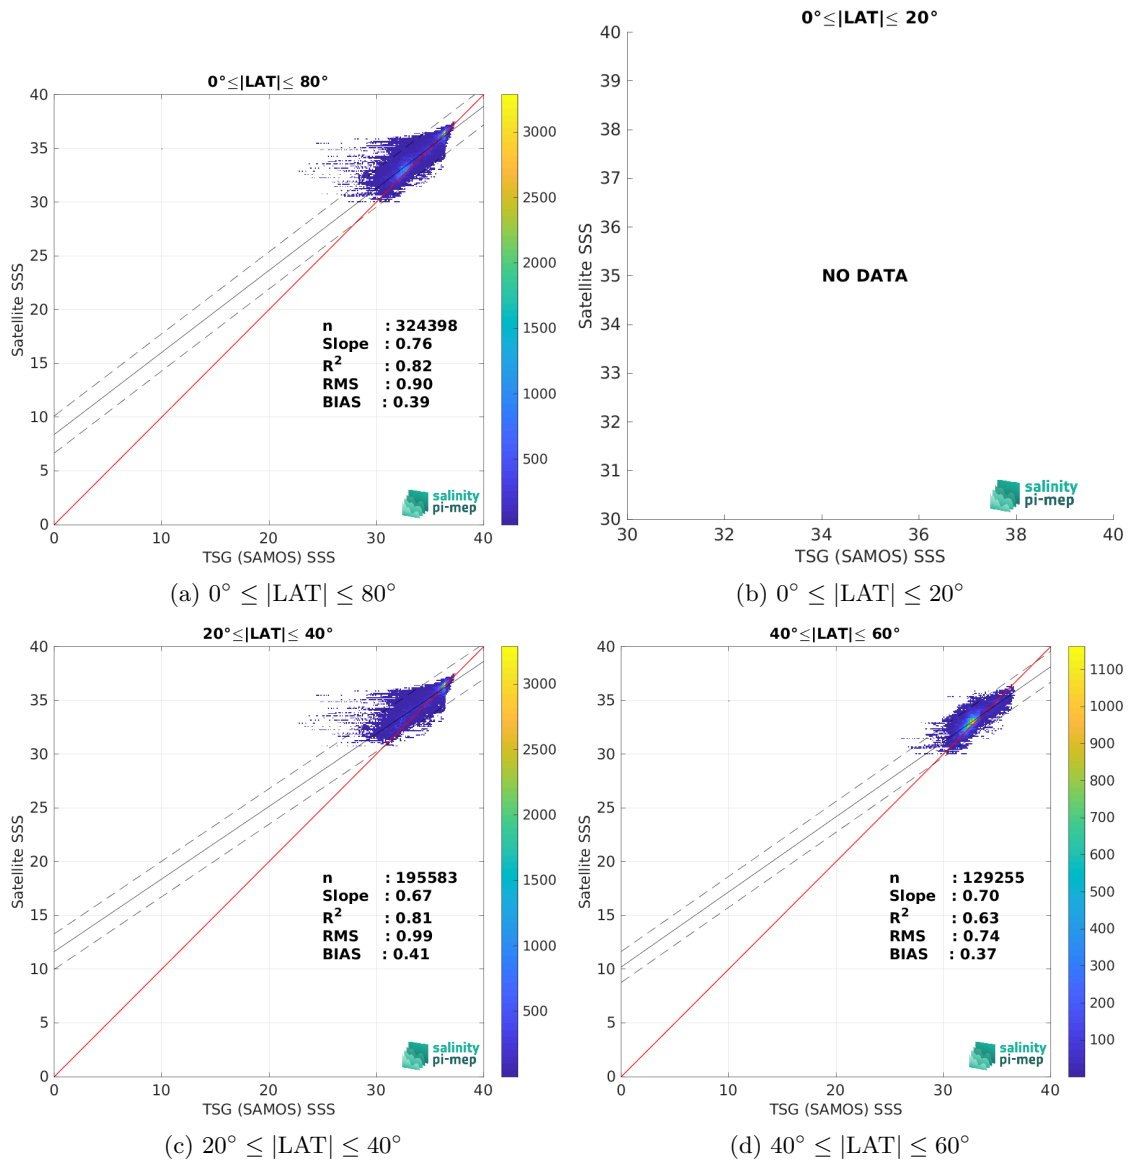 0°≤|LAT|≤ 80°
40
35
30
25
20
15
10
5
0
0
10
20
30
40
Satellite SSS
TSG (SAMOS) SSS
n : 324398
Slope : 0.76
R² : 0.82
RMS : 0.90
BIAS : 0.39
salinity
pi-mep
3000
2500
2000
1500
1000
500
(a) 0° ≤ |LAT| ≤ 80°
0°≤|LAT|≤ 20°
40
39
38
37
36
35
34
33
32
31
30
30
32
34
36
38
40
Satellite SSS
TSG (SAMOS) SSS
NO DATA
salinity
pi-mep
(b) 0° ≤ |LAT| ≤ 20°
20°≤|LAT|≤ 40°
40
35
30
25
20
15
10
5
0
0
10
20
30
40
Satellite SSS
TSG (SAMOS) SSS
n : 195583
Slope : 0.67
R² : 0.81
RMS : 0.99
BIAS : 0.41
salinity
pi-mep
3000
2500
2000
1500
1000
500
(c) 20° ≤ |LAT| ≤ 40°
40°≤|LAT|≤ 60°
40
35
30
25
20
15
10
5
0
0
10
20
30
40
Satellite SSS
TSG (SAMOS) SSS
n : 129255
Slope : 0.70
R² : 0.63
RMS : 0.74
BIAS : 0.37
salinity
pi-mep
1100
1000
900
800
700
600
500
400
300
200
100
(d) 40° ≤ |LAT| ≤ 60°